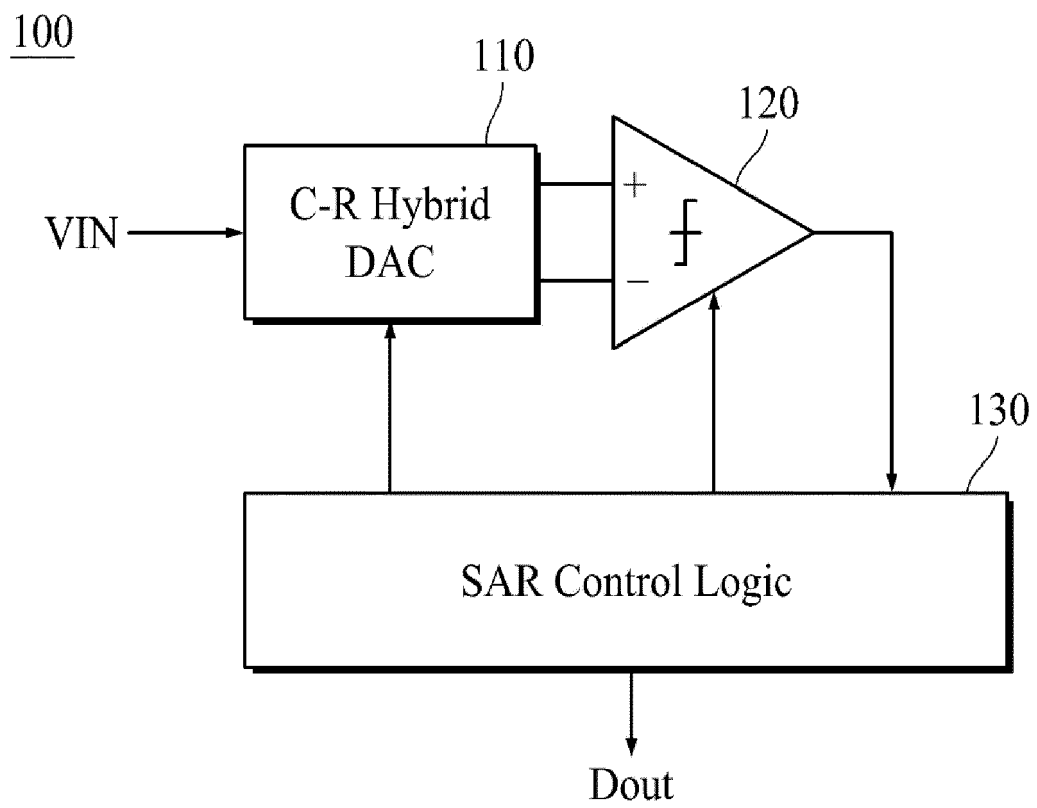 100
110
120
C-R Hybrid
DAC
VIN
+
−
130
SAR Control Logic
Dout